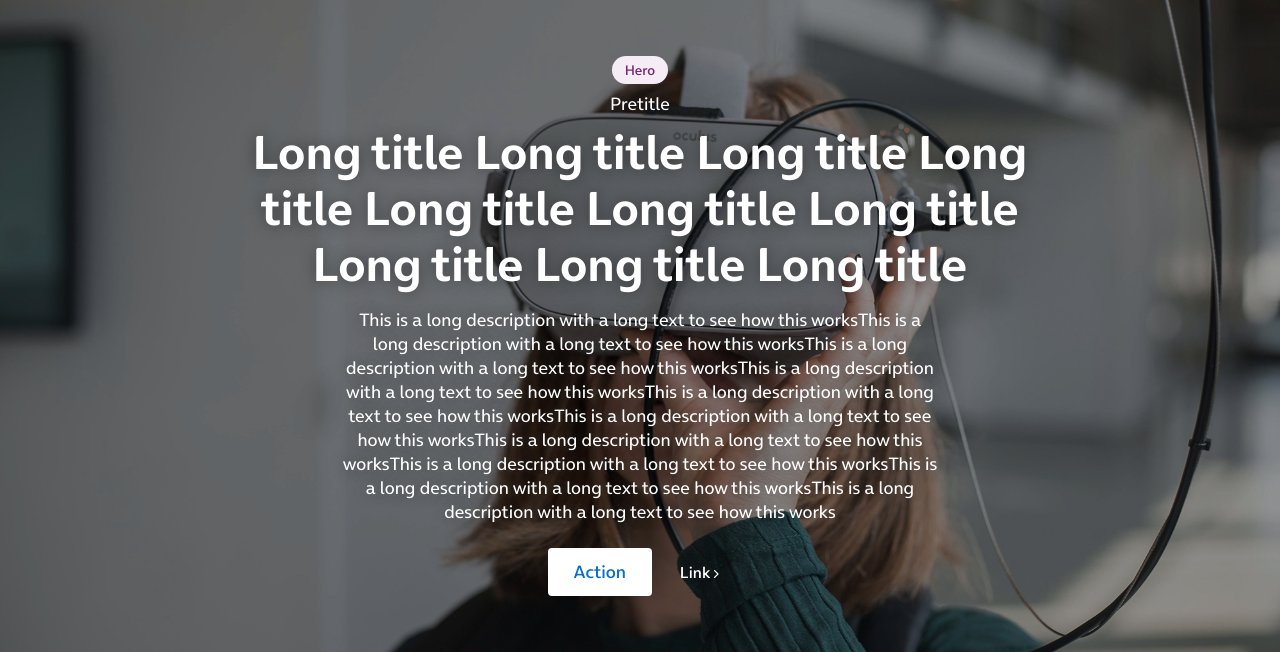 Hero
Pretitle
oculus
Long title Long title Long title Long
title Long title Long title Long title
Long title Long title Long title
This is a long description with a long text to see how this worksThis is a
long description with a long text to see how this worksThis is a long
description with a long text to see how this worksThis is a long description
with a long text to see how this worksThis is a long description with a long
text to see how this worksThis is a long description with a long text to see
how this worksThis is a long description with a long text to see how this
worksThis is a long description with a long text to see how this worksThis is
a long description with a long text to see how this worksThis is a long
description with a long text to see how this works
Action
Link >